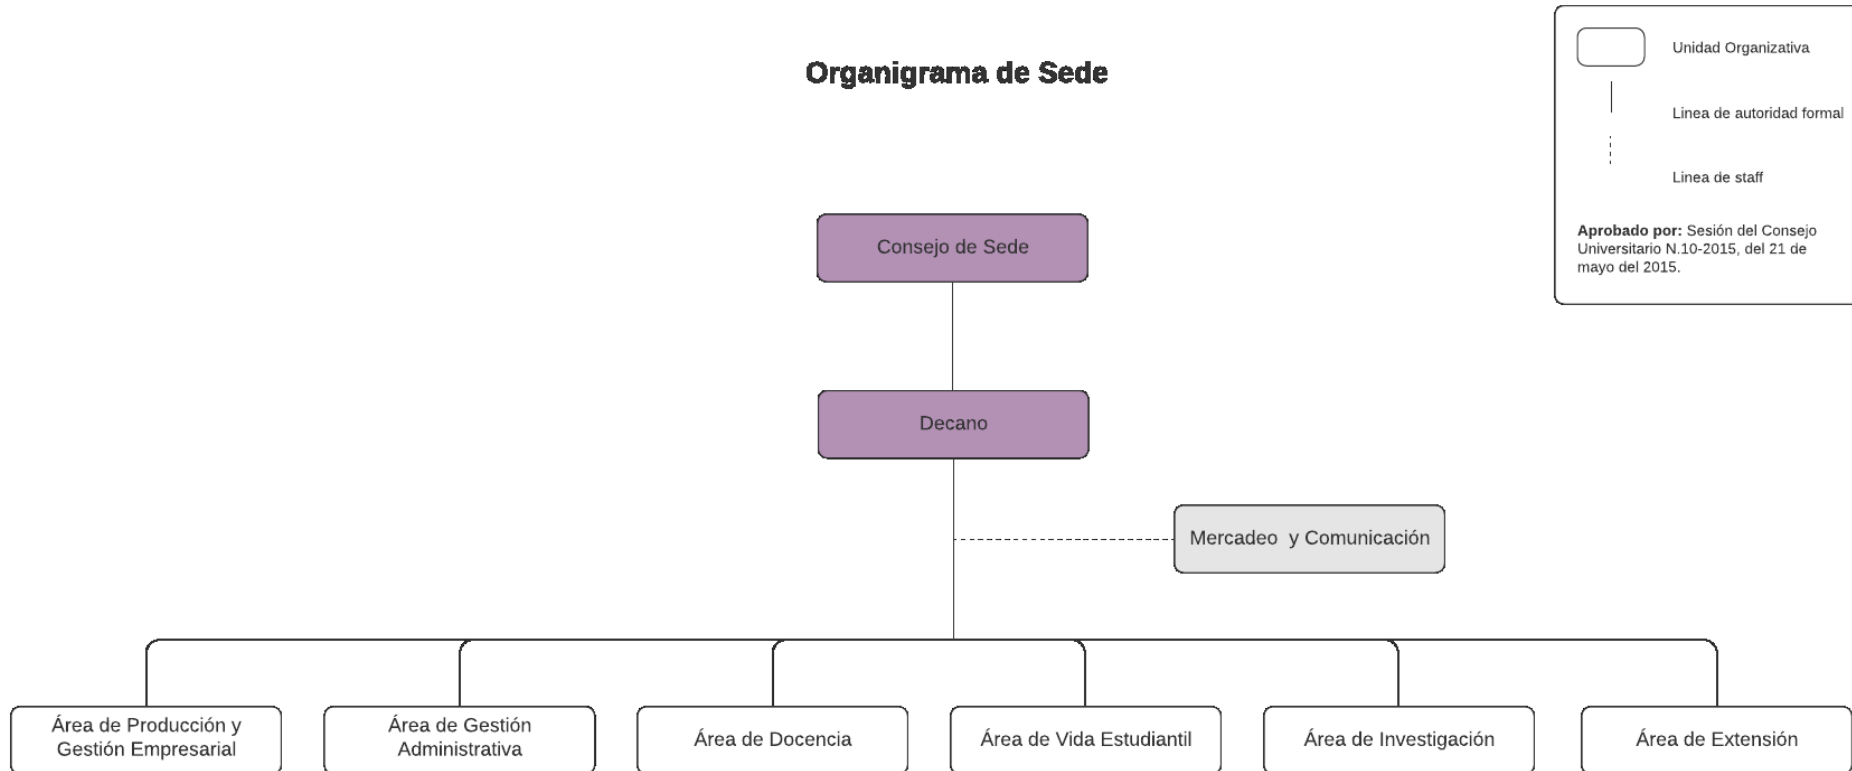 Organigrama de Sede
Unidad Organizativa
Linea de autoridad formal
Linea de staff
Aprobado por: Sesión del Consejo
Universitario N.10-2015, del 21 de
mayo del 2015.
Consejo de Sede
Decano
Mercadeo  y Comunicación
Área de Producción y
Gestión Empresarial
Área de Gestión
Administrativa
Área de Docencia
Área de Vida Estudiantil
Área de Investigación
Área de Extensión